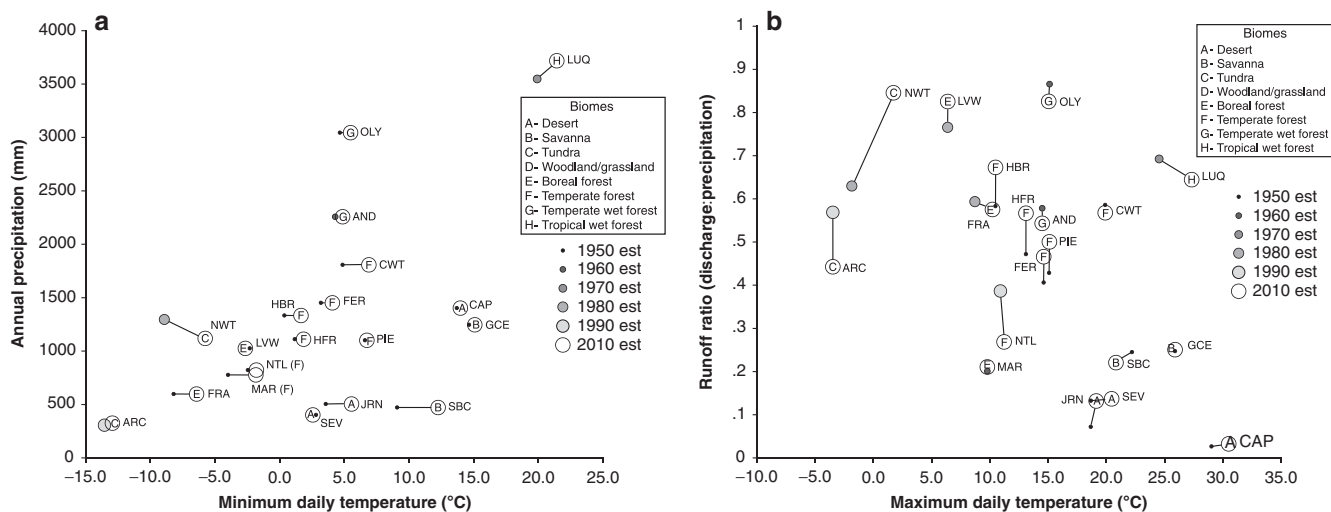 a
Annual precipitation (mm)
4000
3500
3000
2500
2000
1500
1000
500
0
−15.0
−10.0
−5.0
0.0
5.0
10.0
15.0
20.0
25.0
Minimum daily temperature (°C)
H LUQ
G OLY
G AND
F CWT
F FER
HBR F
A CAP
B GCE
NWT
C
E LVW
F HFR
F PIE
NTL (F)
MAR (F)
E FRA
A JRN
B SBC
A
SEV
C ARC
Biomes
A- Desert
B- Savanna
C- Tundra
D- Woodland/grassland
E- Boreal forest
F- Temperate forest
G- Temperate wet forest
H- Tropical wet forest
1950 est
1960 est
1970 est
1980 est
1990 est
2010 est
b
Runoff ratio (discharge:precipitation)
1
.9
.8
.7
.6
.5
.4
.3
.2
.1
0
−10.0
−5.0
0.0
5.0
10.0
15.0
20.0
25.0
30.0
35.0
Maximum daily temperature (°C)
C NWT
E LVW
G OLY
F HBR
H LUQ
HFR
F
E
FRA
G AND
F CWT
F PIE
FER F
C ARC
F NTL
E MAR
B GCE
B SBC
JRN A
A SEV
A CAP
Biomes
A- Desert
B- Savanna
C- Tundra
D- Woodland/grassland
E- Boreal forest
F- Temperate forest
G- Temperate wet forest
H- Tropical wet forest
1950 est
1960 est
1970 est
1980 est
1990 est
2010 est